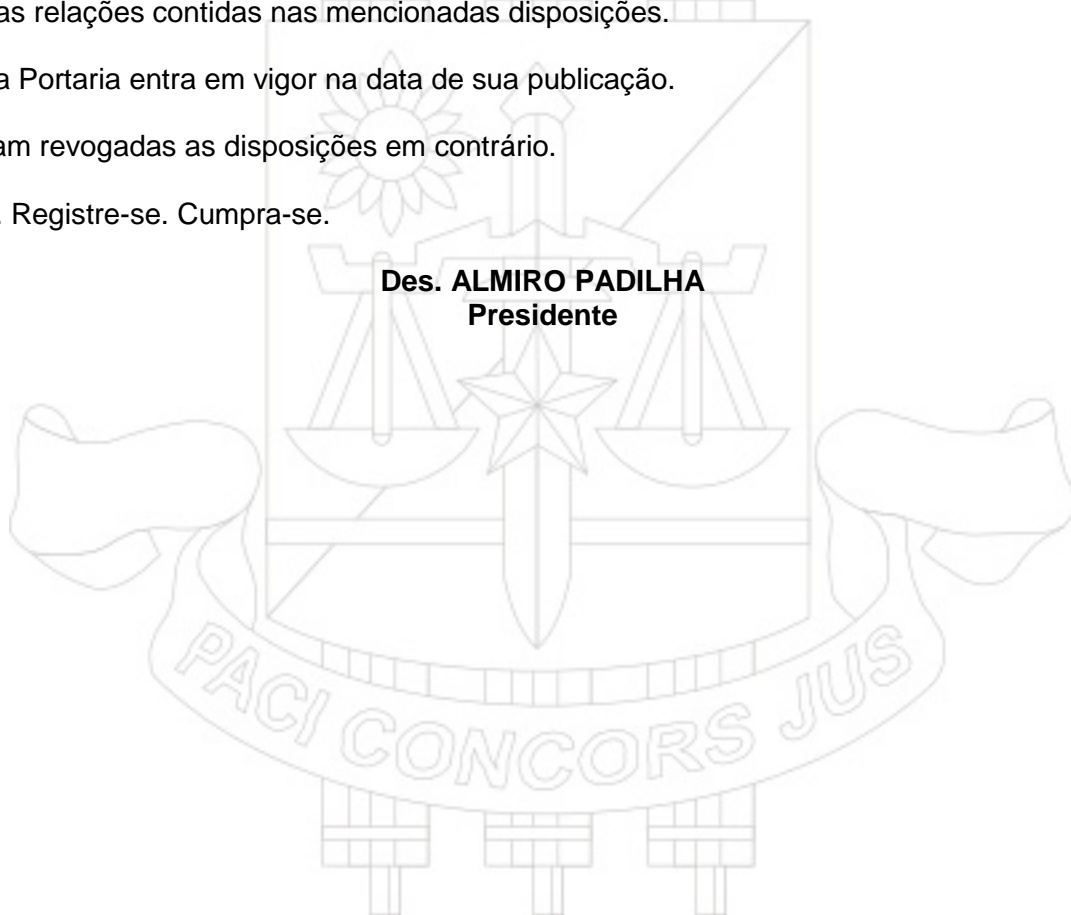 as relações contidas nas mencionadas disposições.
a Portaria entra em vigor na data de sua publicação.
am revogadas as disposições em contrário.
. Registre-se. Cumpra-se.
Des. ALMIRO PADILHA
Presidente
PACI CONCORS JUS